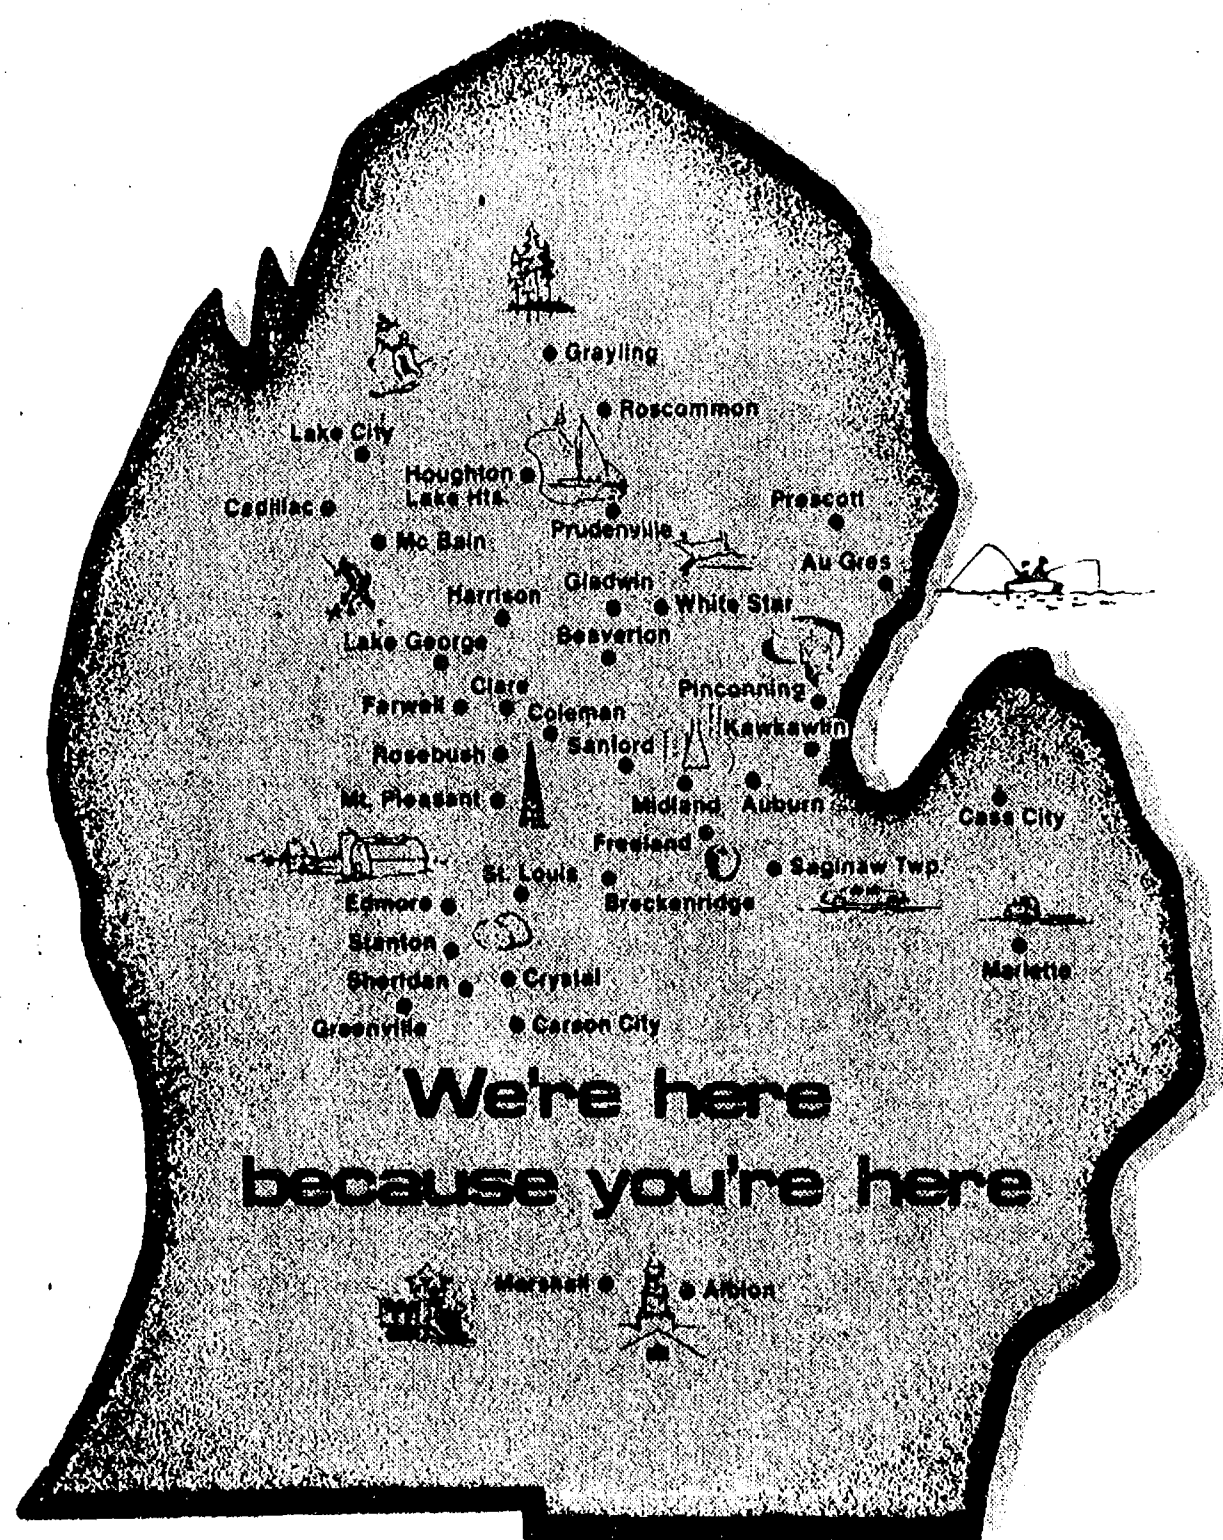 Grayling
Roscommon
Lake City
Houghton
Lake Hts.
Cadillac
Prescott
Prudenville
Mc Bain
Au Gres
Gladwin
Harrison
White Star
Beaverton
Lake George
Clare
Pinconning
Farwell
Coleman
Kawkawlin
Sanford
Rosebush
Mt. Pleasant
Midland
Auburn
Cass City
Freeland
Saginaw Twp.
St. Louis
Edmore
Breckenridge
Stanton
Marlette
Sheridan
Crystal
Greenville
Carson City
We're here
because you're here
Marshall
Albion